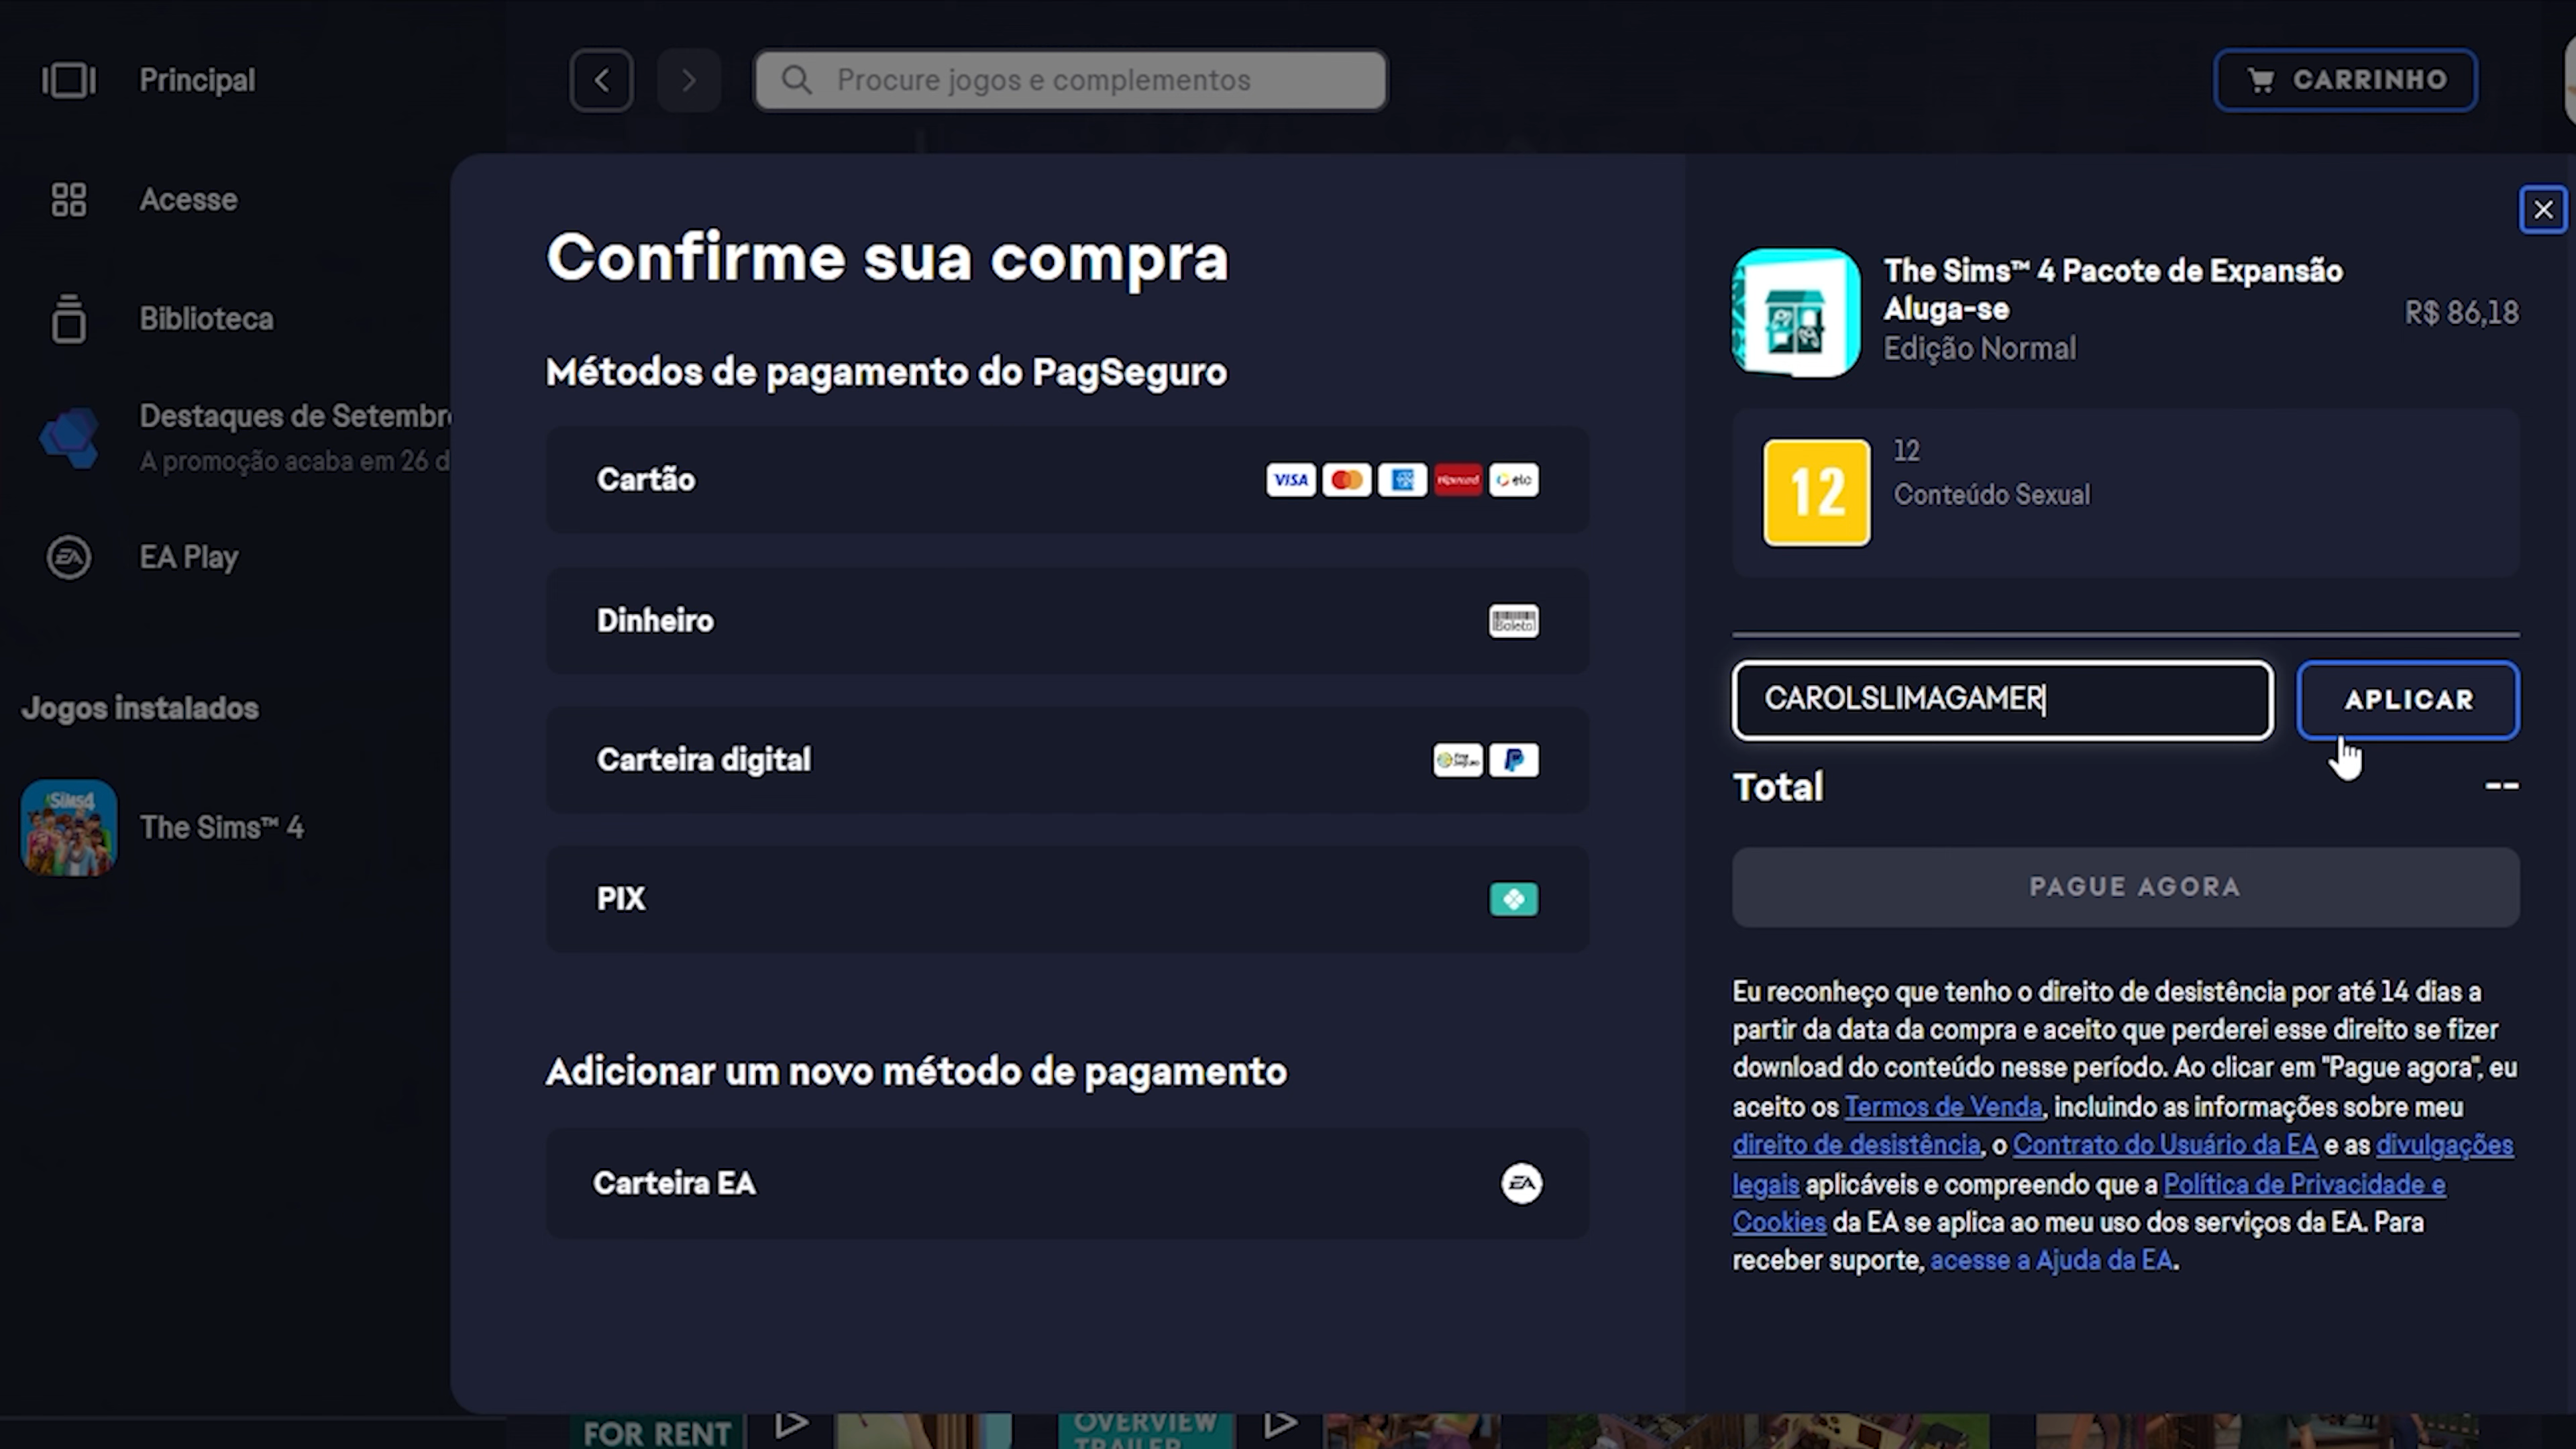 Principal
Procure jogos e complementos
CARRINHO
Acesse
Biblioteca
Destaques de Setembro
A promoção acaba em 26 d
EA Play
Jogos instalados
The Sims™ 4
Confirme sua compra
Métodos de pagamento do PagSeguro
Cartão
VISA
elo
Dinheiro
Boleto
Carteira digital
PIX
Adicionar um novo método de pagamento
Carteira EA
EA
The Sims™ 4 Pacote de Expansão
Aluga-se
R$ 86,18
Edição Normal
12
12
Conteúdo Sexual
CAROLSLIMAGAMER
APLICAR
Total
--
PAGUE AGORA
Eu reconheço que tenho o direito de desistência por até 14 dias a
partir da data da compra e aceito que perderei esse direito se fizer
download do conteúdo nesse período. Ao clicar em "Pague agora", eu
aceito os Termos de Venda, incluindo as informações sobre meu
direito de desistência, o Contrato do Usuário da EA e as divulgações
legais aplicáveis e compreendo que a Política de Privacidade e
Cookies da EA se aplica ao meu uso dos serviços da EA. Para
receber suporte, acesse a Ajuda da EA.
FOR RENT
OVERVIEW
TRAILER